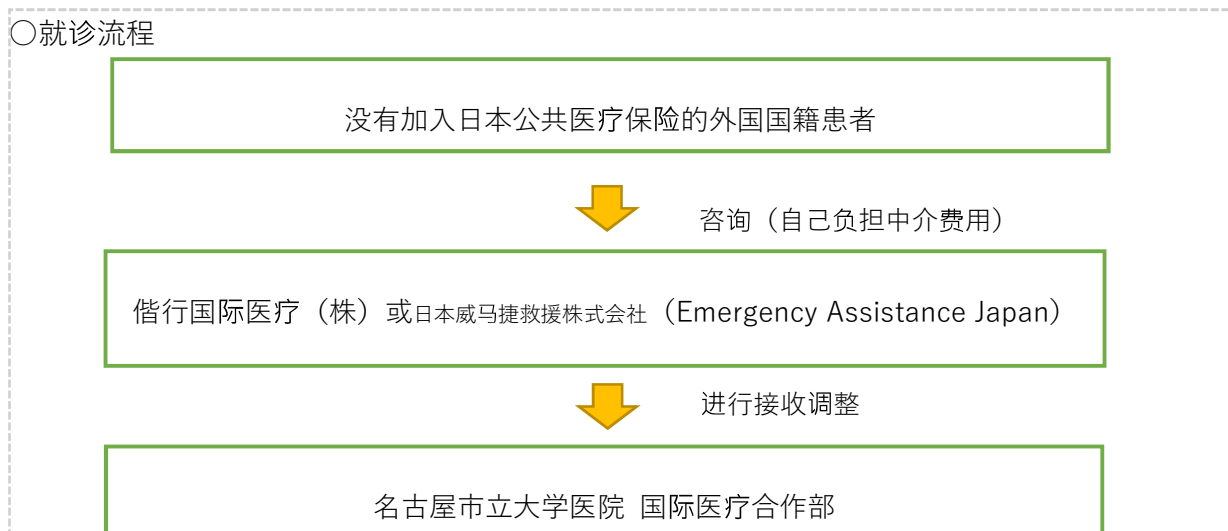 ○就诊流程
没有加入日本公共医疗保险的外国国籍患者
咨询（自己负担中介费用）
偕行国际医疗（株）或日本威马捷救援株式会社（Emergency Assistance Japan）
进行接收调整
名古屋市立大学医院 国际医疗合作部